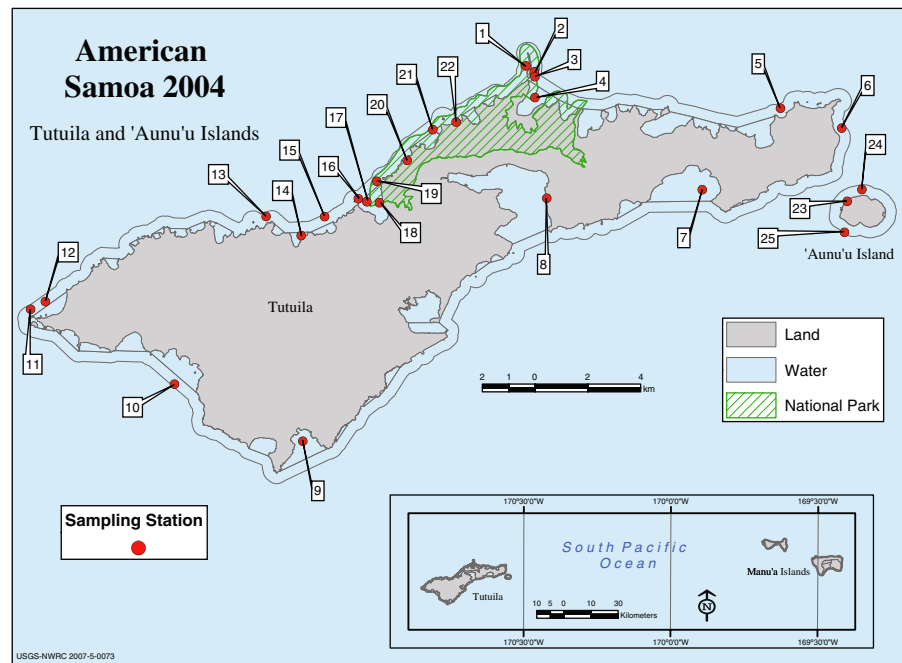 American
Samoa 2004
Tutuila and 'Aunu'u Islands
1
2
3
4
5
6
7
8
9
10
11
12
13
14
15
16
17
18
19
20
21
22
23
24
25
'Aunu'u Island
Tutuila
2 1 0 2 4
km
Land
Water
National Park
Sampling Station
170°30'0"W 170°0'0"W 169°30'0"W
South Pacific
Ocean
Manu'a Islands
Tutuila
N
10 5 0 10 20 30
Kilometers
170°30'0"W 170°0'0"W 169°30'0"W
USGS-NWRC 2007-5-0073